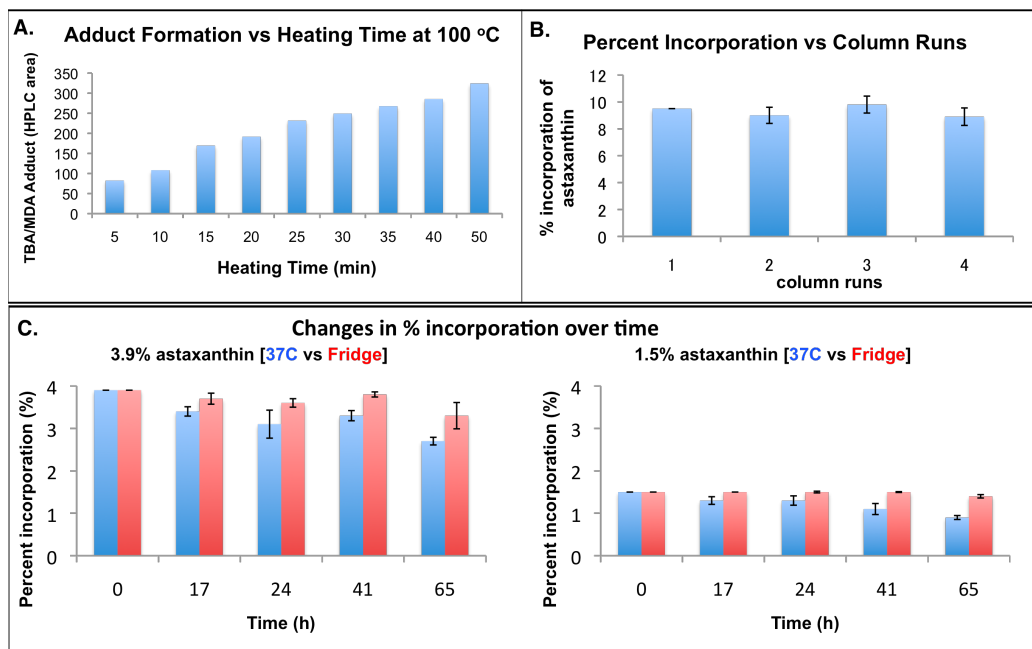 A.
Adduct Formation vs Heating Time at 100 ºC
TBA/MDA Adduct (HPLC area)
350
300
250
200
150
100
50
0
5 10 15 20 25 30 35 40 50
Heating Time (min)
B.
Percent Incorporation vs Column Runs
% incorporation of
astaxanthin
12
10
8
6
4
2
0
1 2 3 4
column runs
C.
Changes in % incorporation over time
3.9% astaxanthin [37C vs Fridge]
Percent incorporation (%)
4
3
2
1
0
0 17 24 41 65
Time (h)
1.5% astaxanthin [37C vs Fridge]
Percent incorporation (%)
4
3
2
1
0
0 17 24 41 65
Time (h)